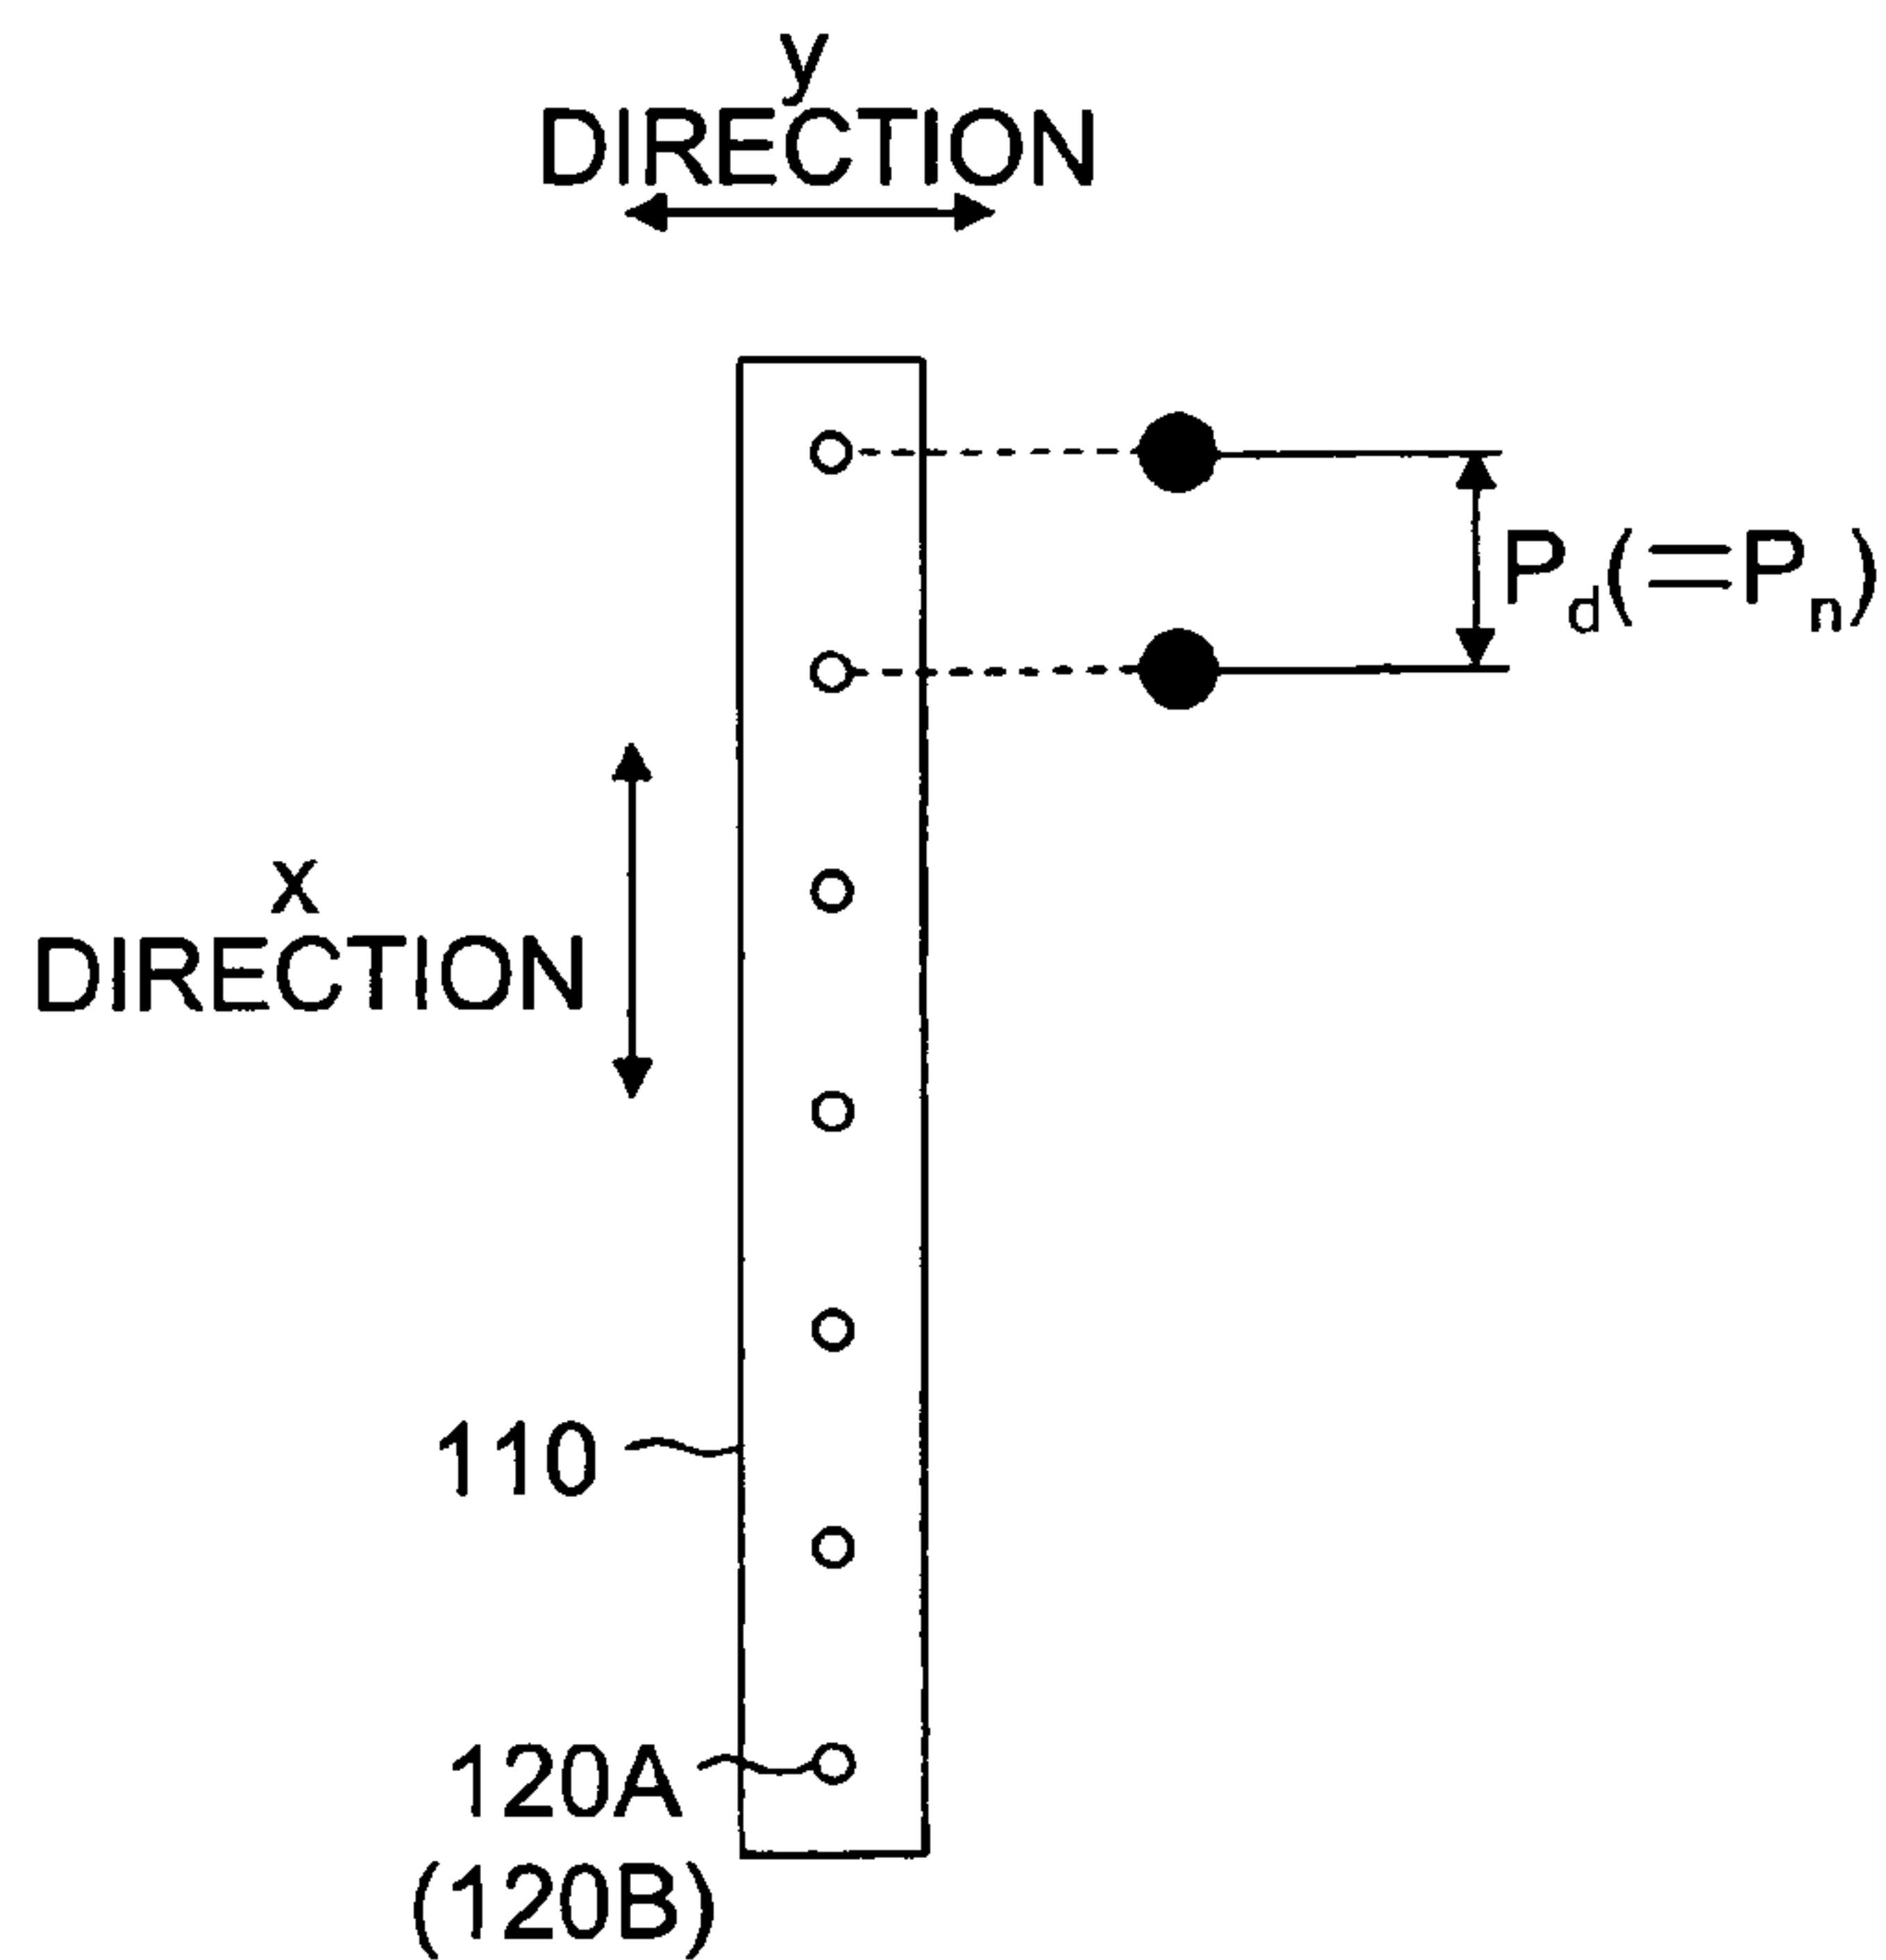 y
DIRECTION
Pd(=Pn)
x
DIRECTION
110
120A
(120B)